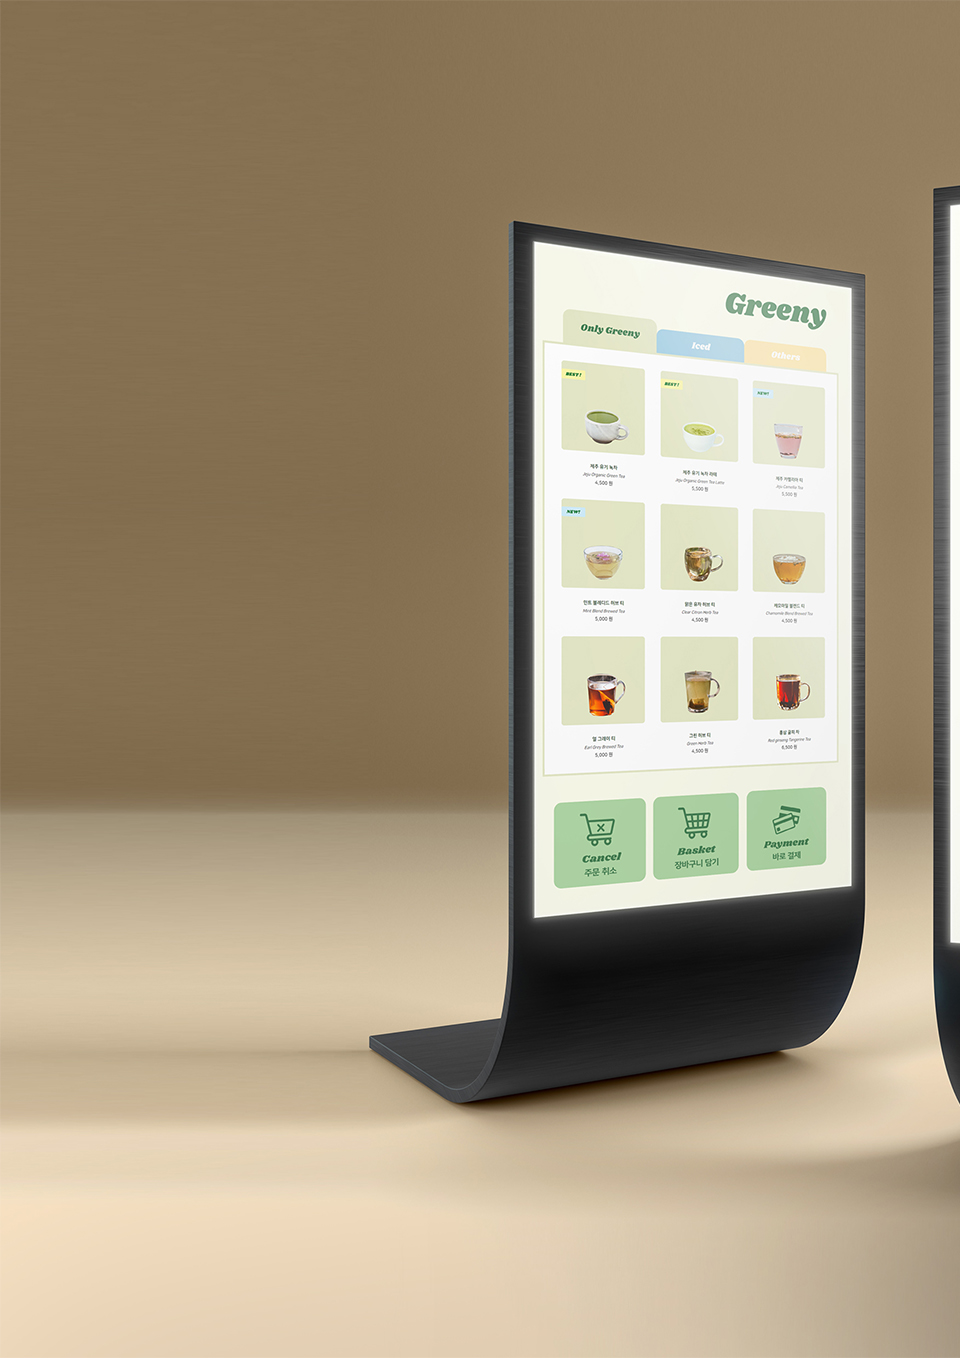 Greeny
Only Greeny
Iced
Others
BEST!
BEST!
NEW!
제주 유기 녹차
Jeju Organic Green Tea
4,500 원
제주 유기 녹차 라떼
Jeju Organic Green Tea Latte
5,500 원
제주 카멜리아 티
Jeju Camellia Tea
5,500 원
NEW!
민트 블렌디드 허브 티
Mint Blend Brewed Tea
5,000 원
맑은 유자 허브 티
Clear Citron Herb Tea
4,500 원
캐모마일 블렌드 티
Chamomile Blend Brewed Tea
4,500 원
얼 그레이 티
Earl Grey Brewed Tea
5,000 원
그린 허브 티
Green Herb Tea
4,500 원
홍삼 귤피 차
Red ginseng Tangerine Tea
6,500 원
Cancel
주문 취소
Basket
장바구니 담기
Payment
바로 결제